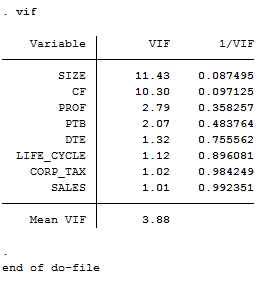 . vif
Variable VIF 1/VIF
SIZE 11.43 0.087495
CF 10.30 0.097125
PROF 2.79 0.358257
PTB 2.07 0.483764
DTE 1.32 0.755562
LIFE_CYCLE 1.12 0.896081
CORP_TAX 1.02 0.984249
SALES 1.01 0.992351
Mean VIF 3.88
.
end of do-file